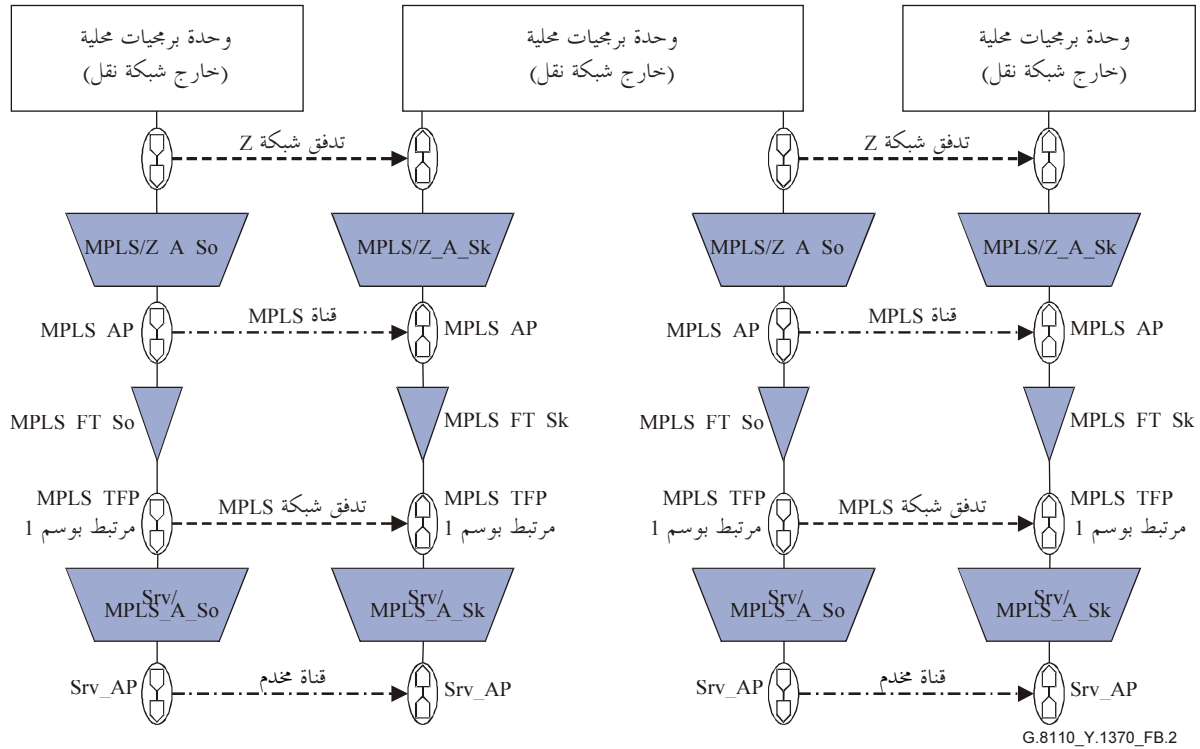 وحدة برمجيات محلية
(خارج شبكة نقل)
وحدة برمجيات محلية
(خارج شبكة نقل)
وحدة برمجيات محلية
(خارج شبكة نقل)
تدفق شبكة Z
تدفق شبكة Z
MPLS/Z A So
MPLS/Z_A_Sk
MPLS/Z A So
MPLS/Z_A_Sk
MPLS AP
قناة MPLS
MPLS AP
MPLS AP
قناة MPLS
MPLS AP
MPLS FT So
MPLS FT Sk
MPLS FT So
MPLS FT Sk
MPLS TFP
مرتبط بوسم 1
تدفق شبكة MPLS
MPLS TFP
مرتبط بوسم 1
MPLS TFP
مرتبط بوسم 1
تدفق شبكة MPLS
MPLS TFP
مرتبط بوسم 1
Srv/
MPLS_A_So
Srv/
MPLS_A_Sk
Srv/
MPLS_A_So
Srv/
MPLS_A_Sk
Srv_AP
قناة مخدم
Srv_AP
Srv_AP
قناة مخدم
Srv_AP
G.8110_Y.1370_FB.2